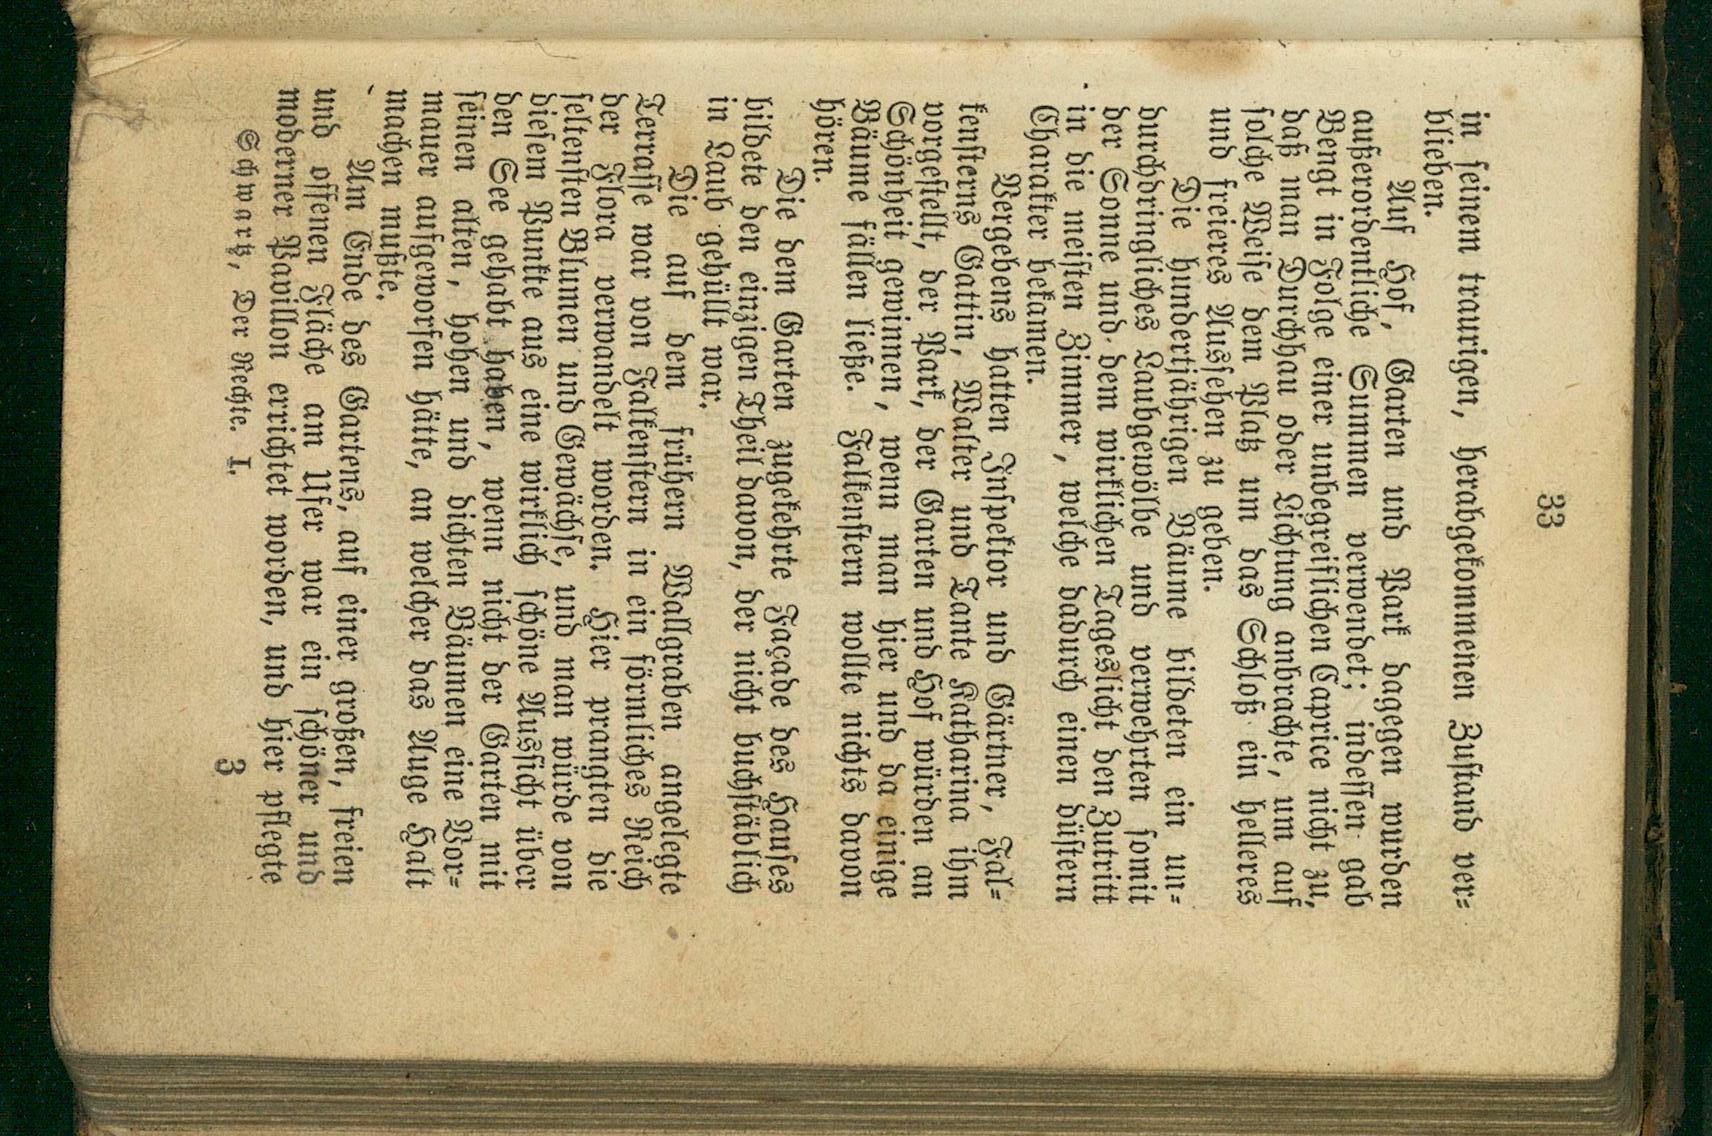 33
in seinem traurigen, herabgekommenen Zustand ver-
blieben.
Auf Hof, Garten und Park dagegen wurden
außerordentliche Summen verwendet; indessen gab
Bengt in Folge einer unbegreiflichen Caprice nicht zu,
daß man Durchhau oder Lichtung anbrachte, um auf
solche Weise dem Platz um das Schloß ein helleres
und freieres Aussehen zu geben.
Die hundertjährigen Bäume bildeten ein un-
durchdringliches Laubgewölbe und verwehrten somit
der Sonne und dem wirklichen Tageslicht den Zutritt
in die meisten Zimmer, welche dadurch einen düstern
Charakter bekamen.
Vergebens hatten Inspektor und Gärtner, Fal-
kensterns Gattin, Walter und Tante Katharina ihm
vorgestellt, der Park, der Garten und Hof würden an
Schönheit gewinnen, wenn man hier und da einige
Bäume fällen ließe. Falkenstern wollte nichts davon
hören.
Die dem Garten zugekehrte Façade des Hauses
bildete den einzigen Theil davon, der nicht buchstäblich
in Laub gehüllt war.
Die auf dem frühern Wallgraben angelegte
Terrasse war von Falkenstern in ein förmliches Reich
der Flora verwandelt worden. Hier prangten die
seltensten Blumen und Gewächse, und man würde von
diesem Punkte aus eine wirklich schöne Aussicht über
den See gehabt haben, wenn nicht der Garten mit
seinen alten, hohen und dichten Bäumen eine Vor-
mauer aufgeworfen hätte, an welcher das Auge Halt
machen mußte.
Am Ende des Gartens, auf einer großen, freien
und offenen Fläche am Ufer war ein schöner und
moderner Pavillon errichtet worden, und hier pflegte
Schwartz, Der Rechte. I. 3